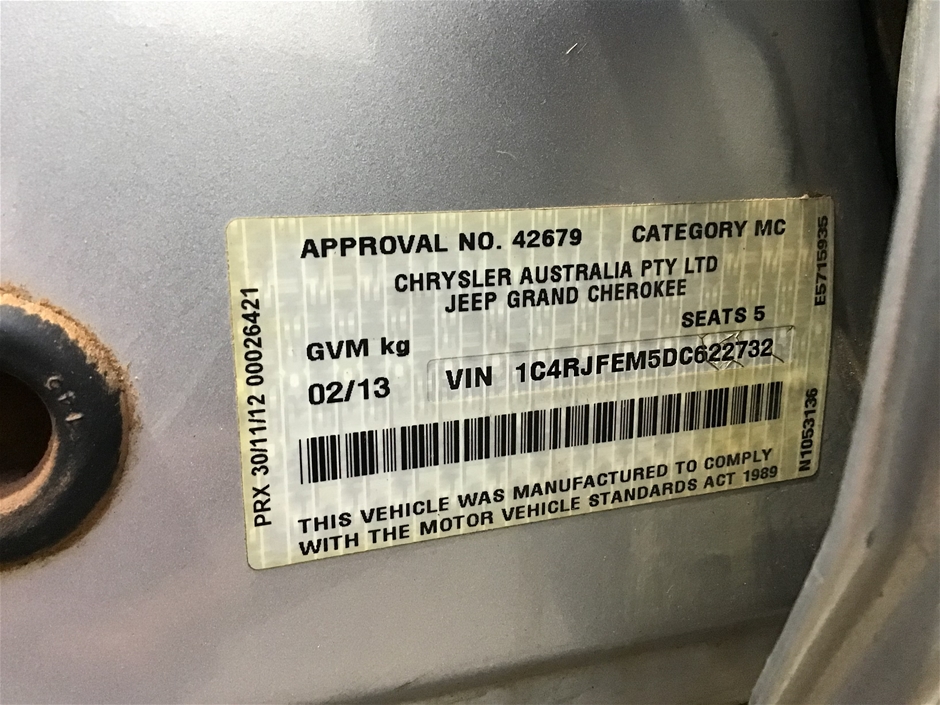 APPROVAL NO. 42679 CATEGORY MC
CHRYSLER AUSTRALIA PTY LTD
JEEP GRAND CHEROKEE
SEATS 5
GVM kg
02/13 VIN 1C4RJFEM5DC622732
THIS VEHICLE WAS MANUFACTURED TO COMPLY
WITH THE MOTOR VEHICLE STANDARDS ACT 1989
PRX 30/11/12 00026421
E5715935
N1053136